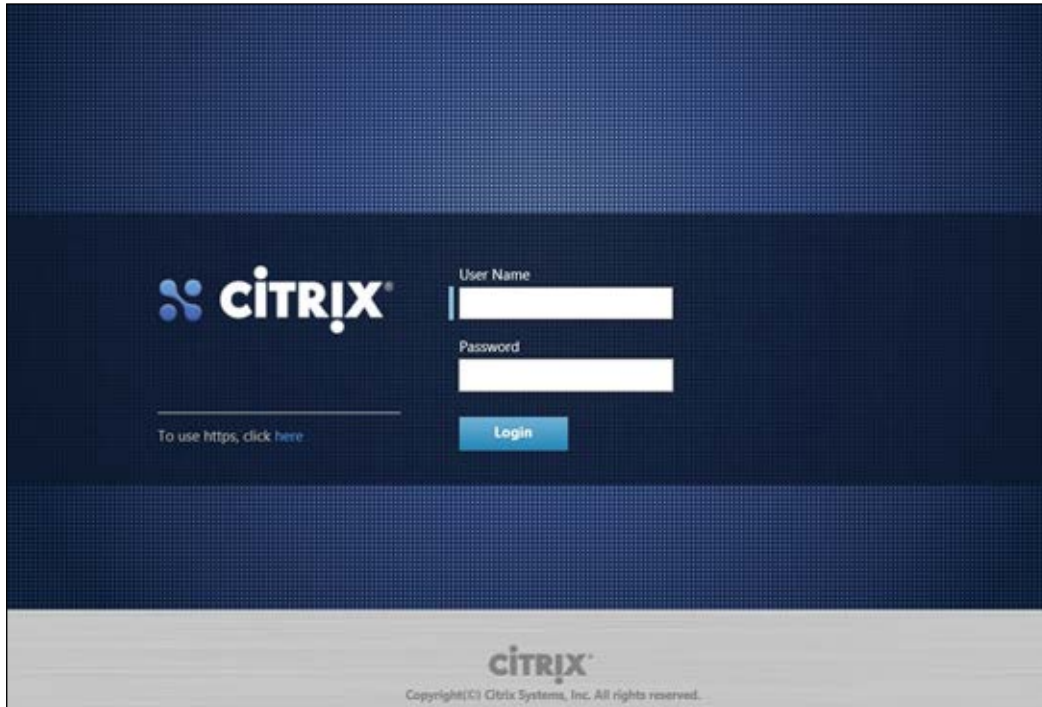 CITRIX®
User Name
Password
To use https, click here
Login
CITRIX®
Copyright(C) Citrix Systems, Inc. All rights reserved.